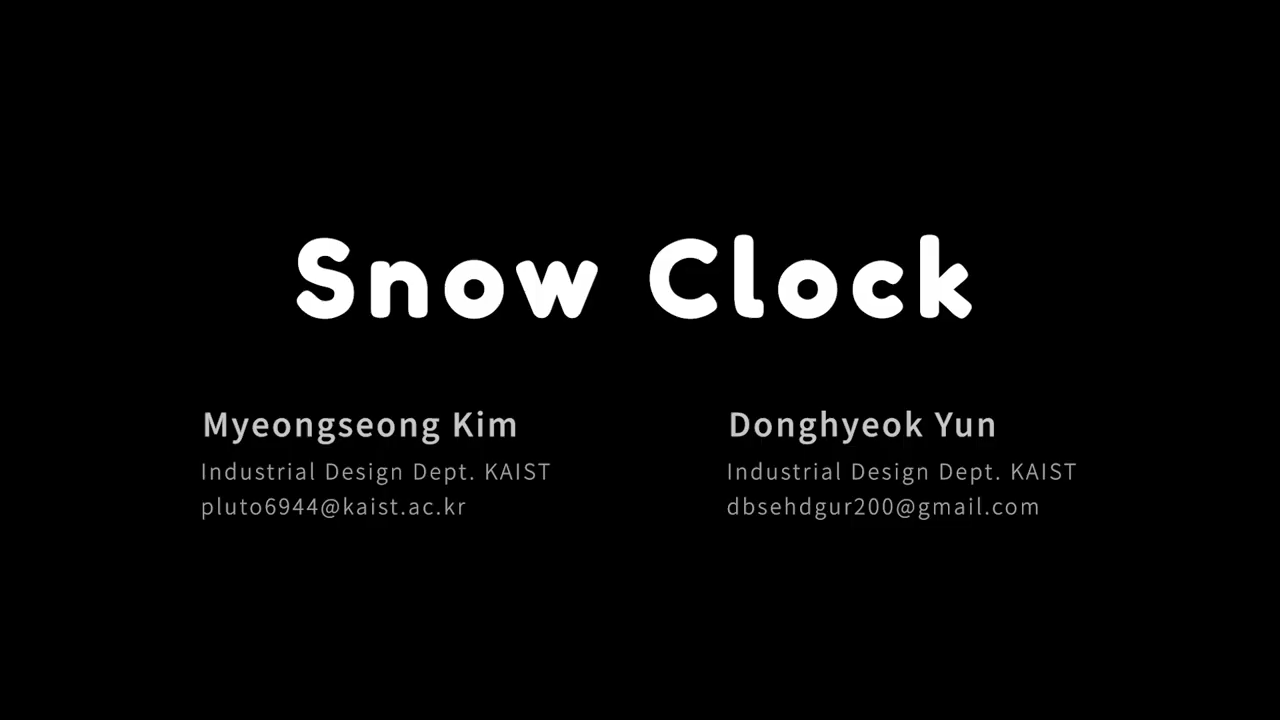 Snow Clock
Myeongseong Kim
Industrial Design Dept. KAIST
pluto6944@kaist.ac.kr
Donghyeok Yun
Industrial Design Dept. KAIST
dbsehdgur200@gmail.com